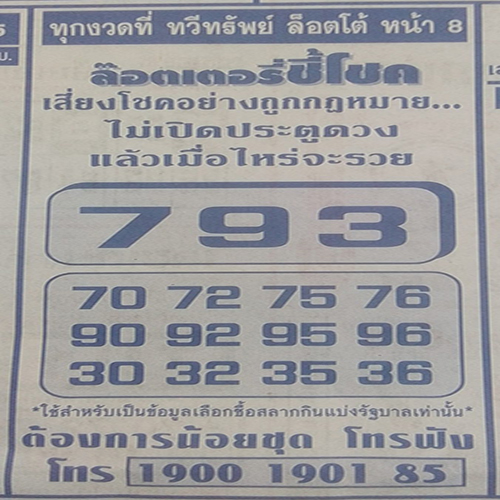 ทุกงวดที่ ทวีทรัพย์ ล็อตโต้ หน้า 8
ล๊อตเตอรี่ชี้โชค
เสี่ยงโชคอย่างถูกกฎหมาย...
ไม่เปิดประตูดวง
แล้วเมื่อไหร่จะรวย
793
70 72 75 76
90 92 95 96
30 32 35 36
*ใช้สำหรับเป็นข้อมูลเลือกซื้อสลากกินแบ่งรัฐบาลเท่านั้น*
ต้องการน้อยชุด โทรฟัง
โทร 1900 1901 85